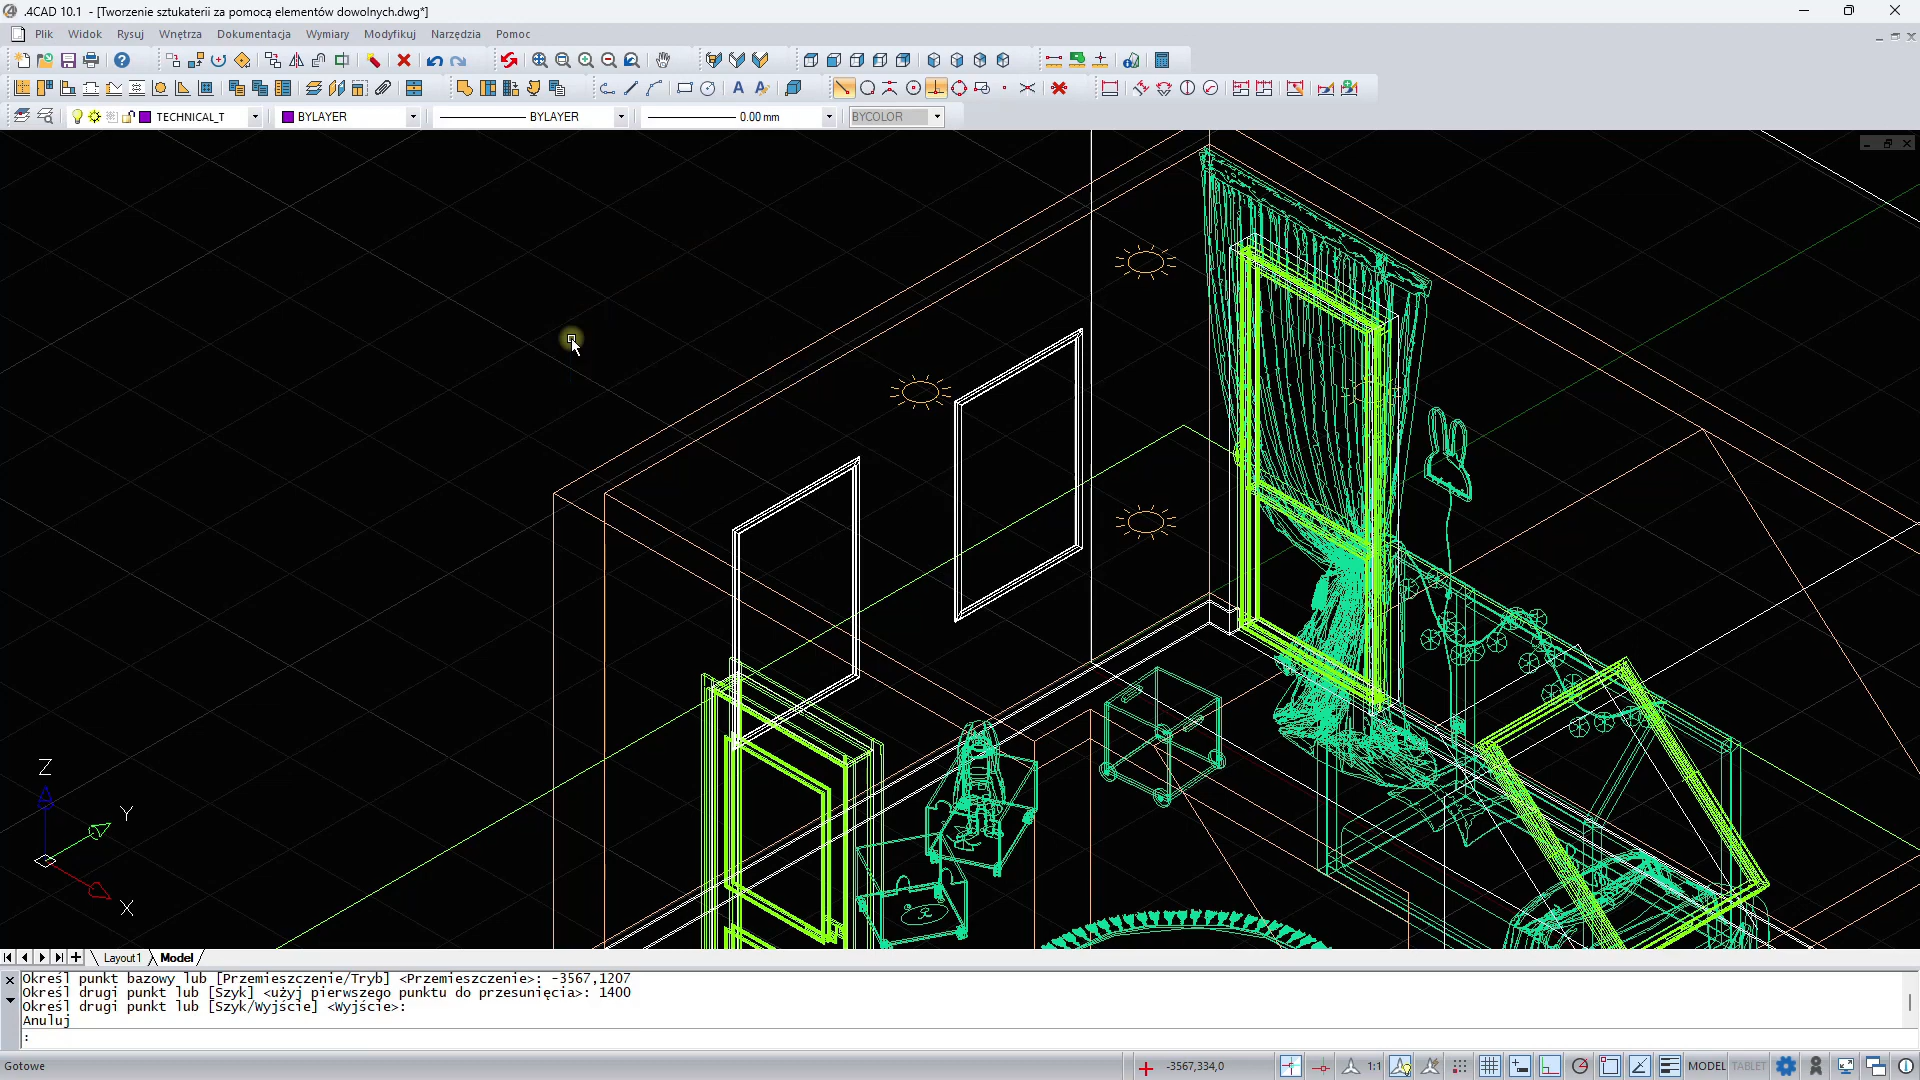 .4CAD 10.1 - [Tworzenie sztukaterii za pomocą elementów dowolnych.dwg*]
Plik Widok Rysuj Wnętrza Dokumentacja Wymiary Modyfikuj Narzędzia Pomoc
TECHNICAL_T BYLAYER BYLAYER 0.00 mm BYCOLOR
Z
Y
X
Layout1 Model
Określ punkt bazowy lub [Przemieszczenie/Tryb] <Przemieszczenie>: -3567,1207
Określ drugi punkt lub [Szyk] <użyj pierwszego punktu do przesunięcia>: 1400
Określ drugi punkt lub [Szyk/Wyjście] <Wyjście>:
Anuluj
:
Gotowe -3567,334,0 1:1 MODEL TABLET